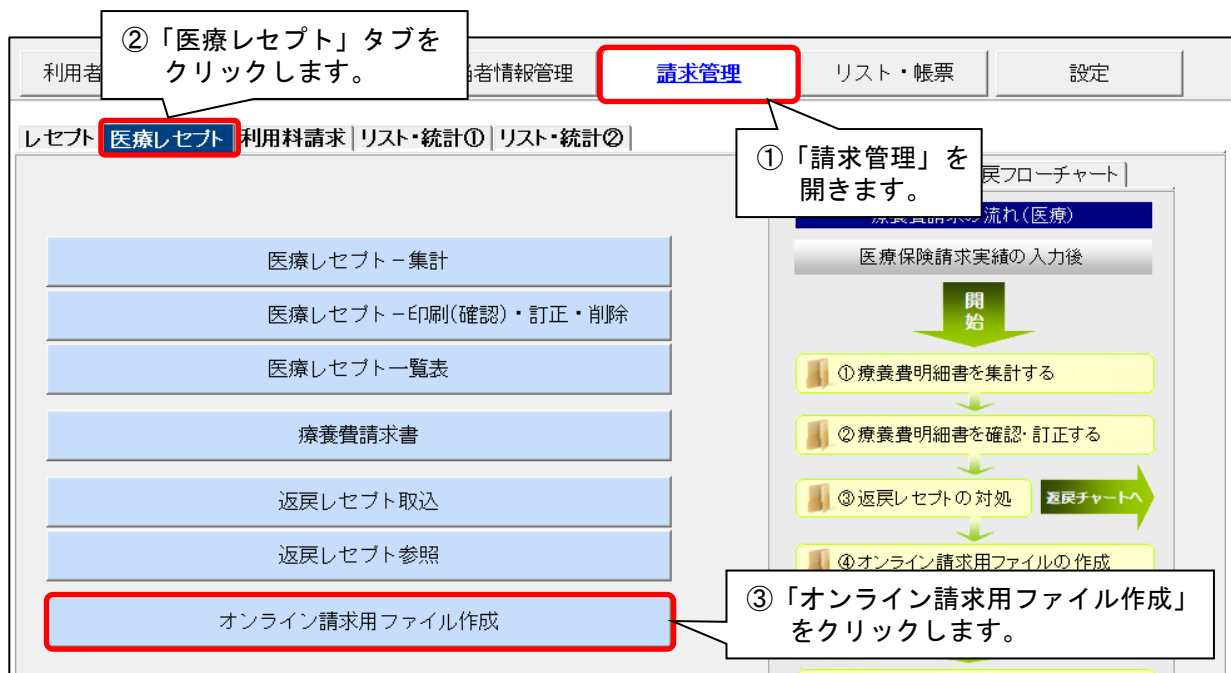 ②「医療レセプト」タブを
クリックします。
利用者
者情報管理
請求管理
リスト・帳票
設定
レセプト
医療レセプト
利用料請求
リスト・統計①
リスト・統計②
①「請求管理」を
開きます。
戻フローチャート
流れ(医療)
医療レセプト－集計
医療レセプト－印刷(確認)・訂正・削除
医療レセプト一覧表
療養費請求書
返戻レセプト取込
返戻レセプト参照
オンライン請求用ファイル作成
医療保険請求実績の入力後
開
始
①療養費明細書を集計する
②療養費明細書を確認・訂正する
③返戻レセプトの対処
返戻チャートへ
④オンライン請求用ファイルの作成
③「オンライン請求用ファイル作成」
をクリックします。